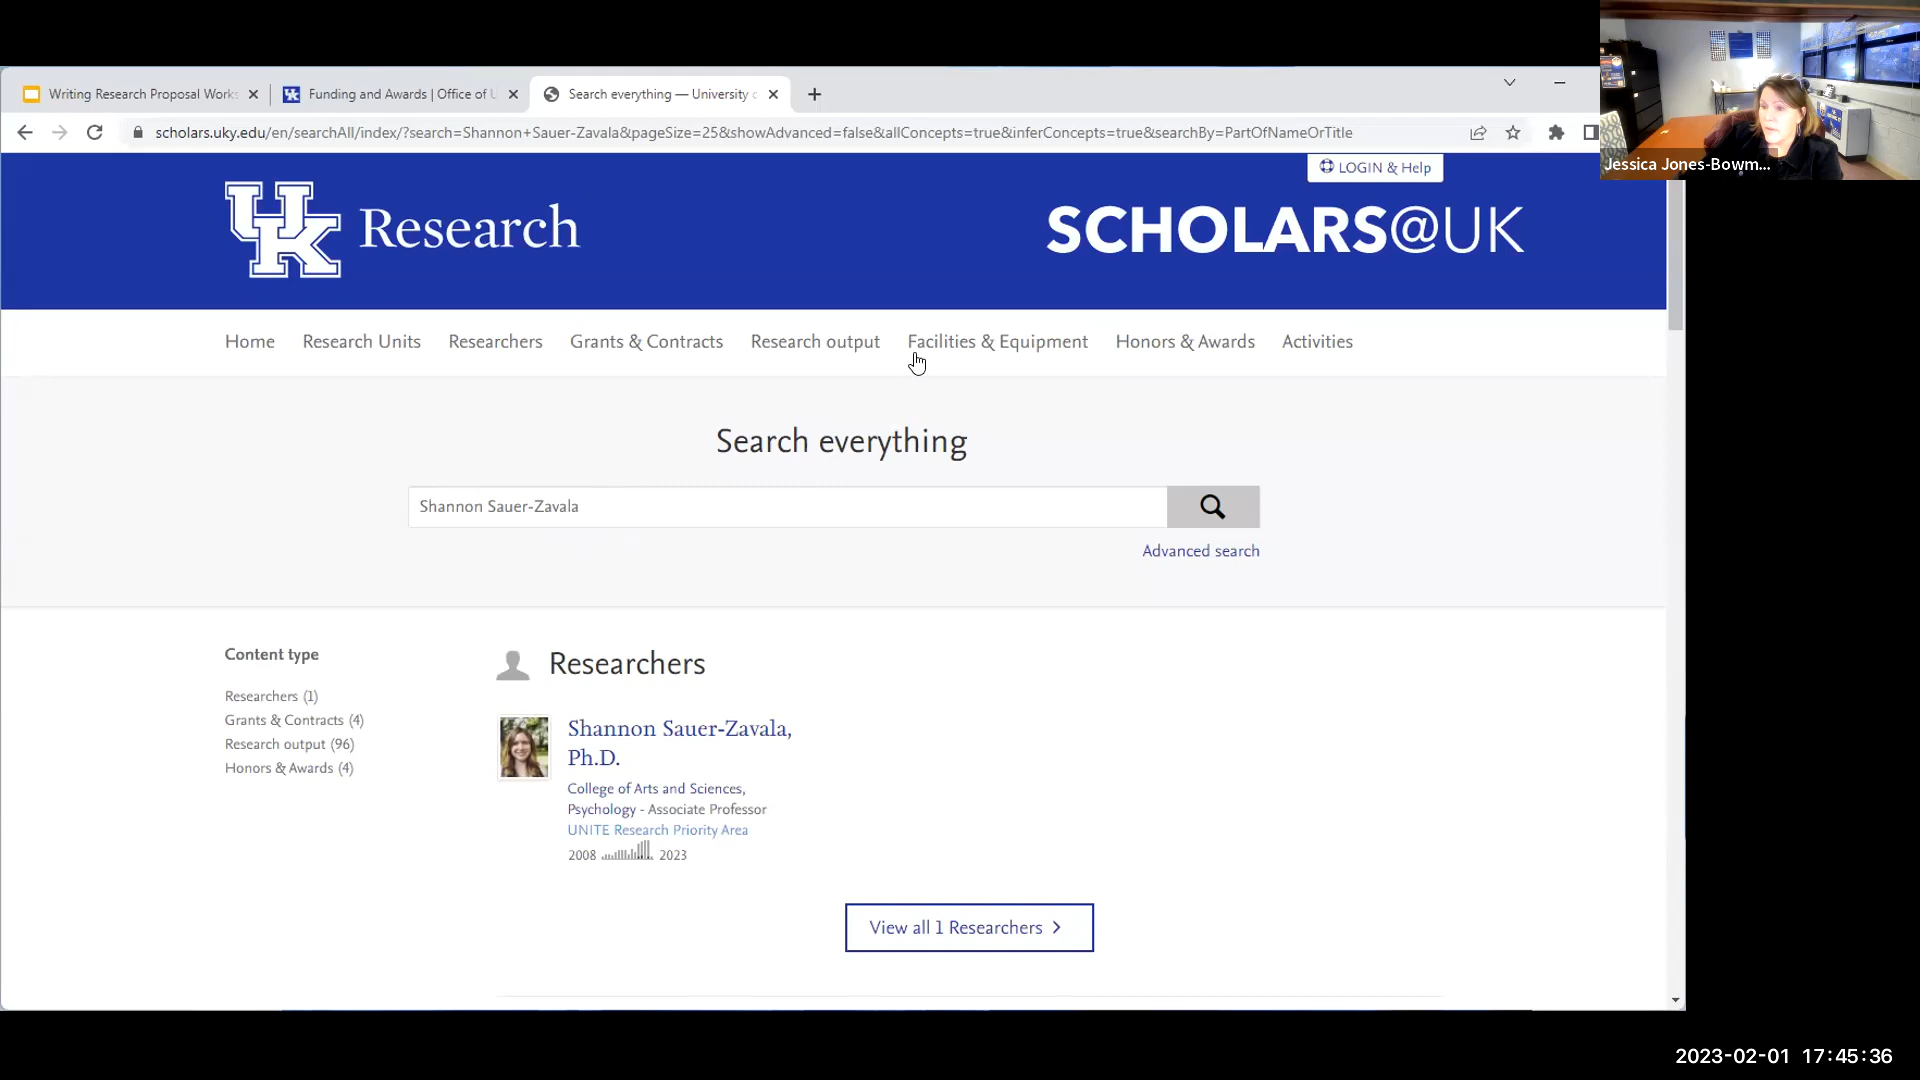 Writing Research Proposal Works
Funding and Awards | Office of U
Search everything — University o
scholars.uky.edu/en/searchAll/index/?search=Shannon+Sauer-Zavala&pageSize=25&showAdvanced=false&allConcepts=true&inferConcepts=true&searchBy=PartOfNameOrTitle
Jessica Jones-Bowm...
LOGIN & Help
UK Research
SCHOLARS@UK
Home Research Units Researchers Grants & Contracts Research output Facilities & Equipment Honors & Awards Activities
Search everything
Shannon Sauer-Zavala
Advanced search
Content type
Researchers (1)
Grants & Contracts (4)
Research output (96)
Honors & Awards (4)
Researchers
Shannon Sauer-Zavala,
Ph.D.
College of Arts and Sciences,
Psychology - Associate Professor
UNITE Research Priority Area
2008 2023
View all 1 Researchers
2023-02-01 17:45:36